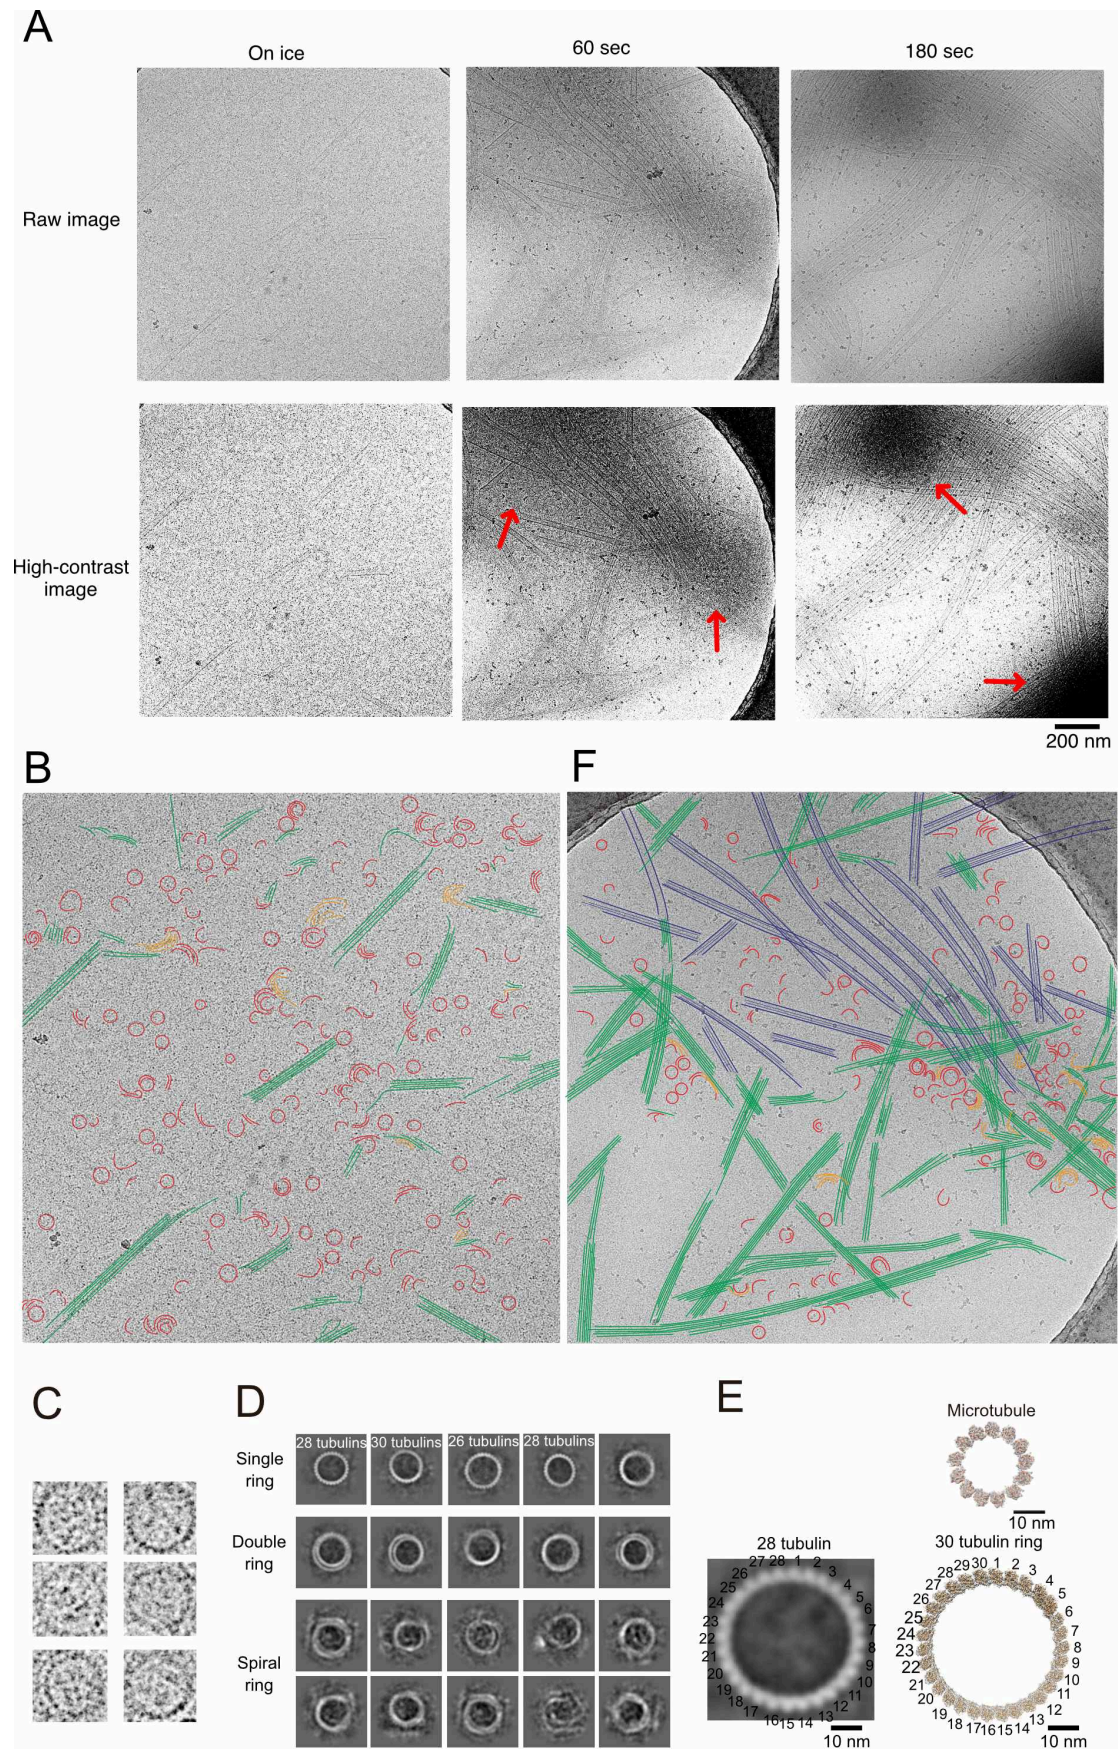 A
On ice
60 sec
180 sec
Raw image
High-contrast
image
200 nm
B
F
C
D
E
28 tubulins
30 tubulins
26 tubulins
28 tubulins
Single
ring
Double
ring
Spiral
ring
Microtubule
10 nm
28 tubulin
1 2 3 4 5 6 7 8 9 10 11 12 13 14 15 16 17 18 19 20 21 22 23 24 25 26 27 28
10 nm
30 tubulin ring
1 2 3 4 5 6 7 8 9 10 11 12 13 14 15 16 17 18 19 20 21 22 23 24 25 26 27 28 29 30
10 nm